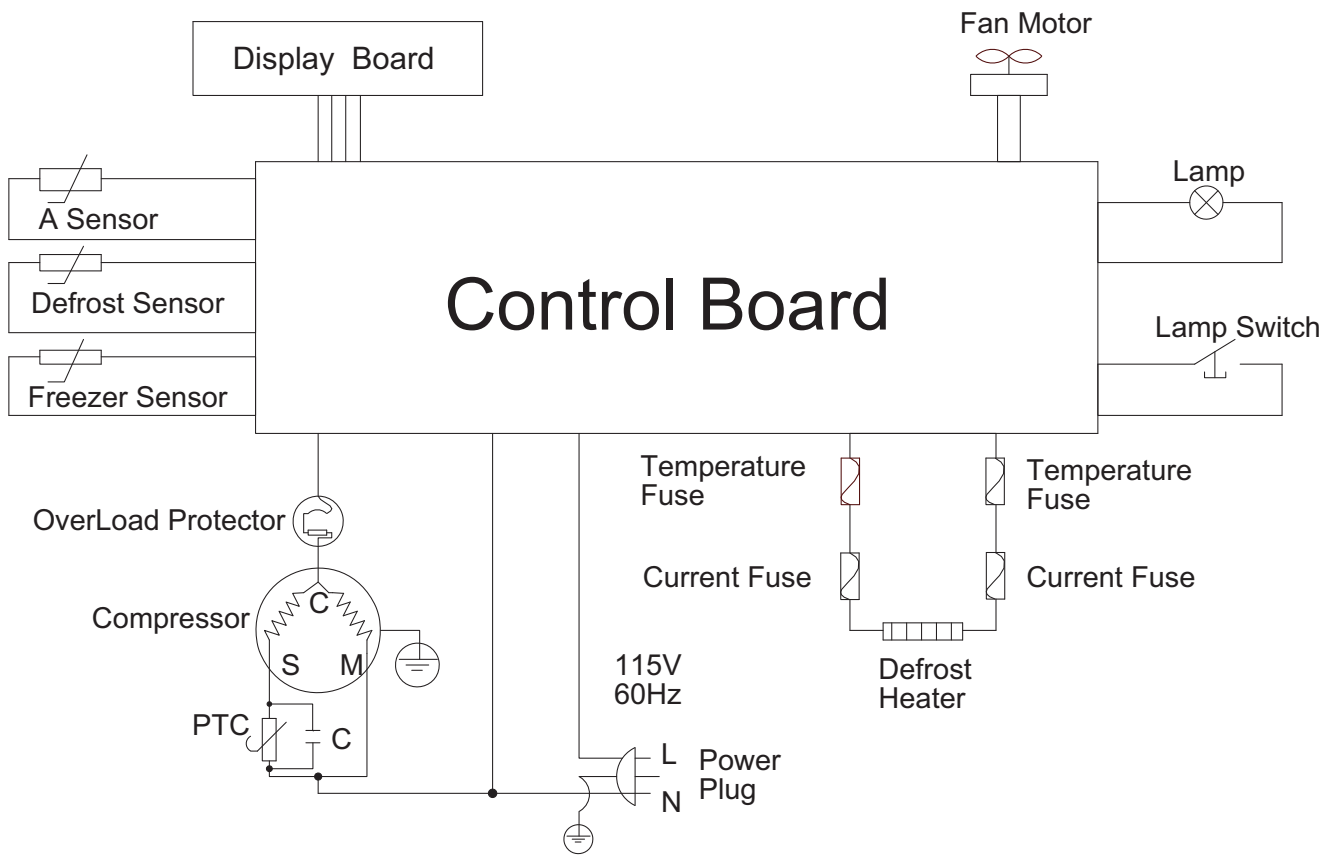 Fan Motor
Display Board
Lamp
A Sensor
Defrost Sensor
Control Board
Lamp Switch
Freezer Sensor
Temperature
Fuse
Temperature
Fuse
OverLoad Protector
Current Fuse
Current Fuse
C
Compressor
S M
115V
60Hz
Defrost
Heater
PTC
C
L
Power
Plug
N